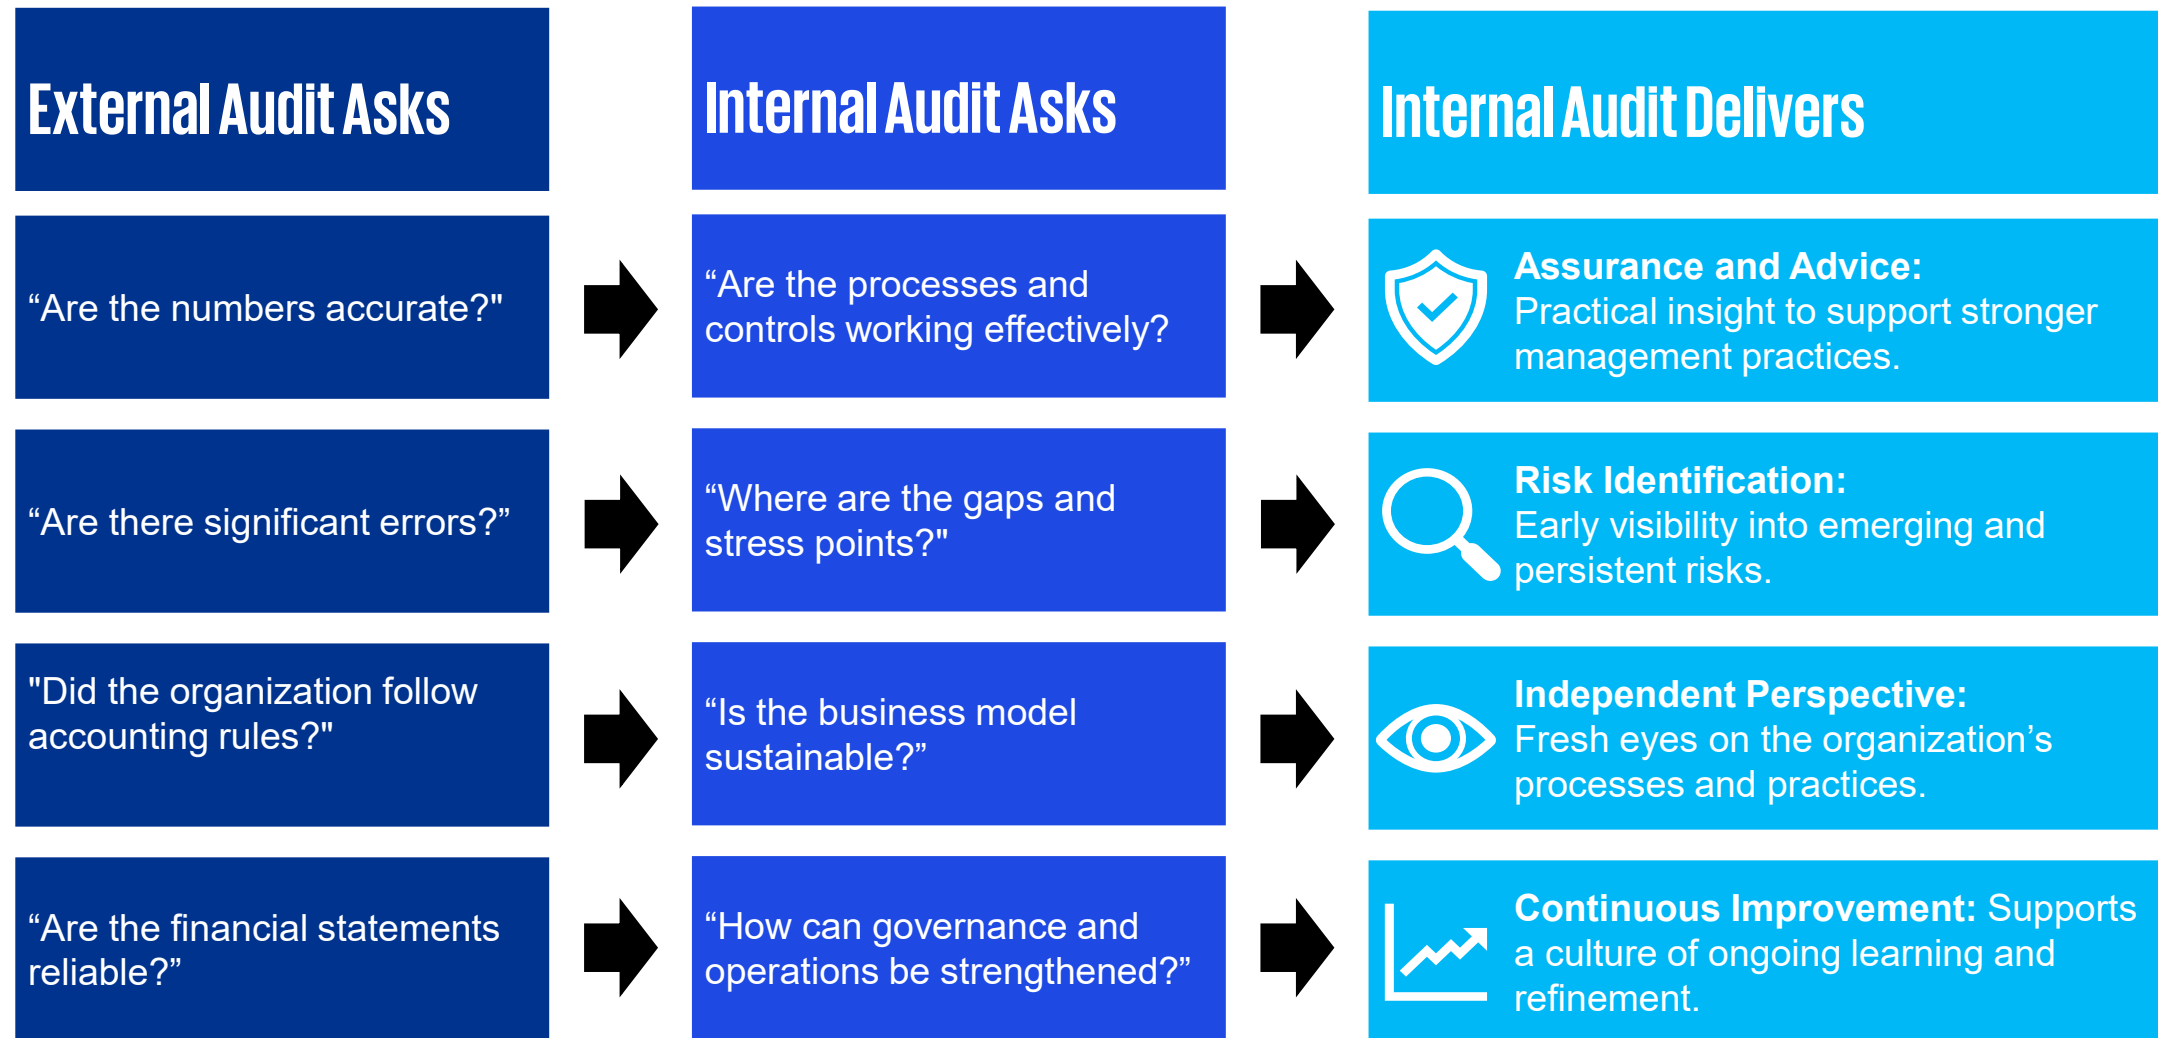 External Audit Asks
Internal Audit Asks
Internal Audit Delivers
“Are the numbers accurate?"
“Are the processes and
controls working effectively?
Assurance and Advice:
Practical insight to support stronger
management practices.
“Are there significant errors?”
“Where are the gaps and
stress points?"
Risk Identification:
Early visibility into emerging and
persistent risks.
"Did the organization follow
accounting rules?"
“Is the business model
sustainable?”
Independent Perspective:
Fresh eyes on the organization’s
processes and practices.
“Are the financial statements
reliable?”
“How can governance and
operations be strengthened?”
Continuous Improvement: Supports
a culture of ongoing learning and
refinement.